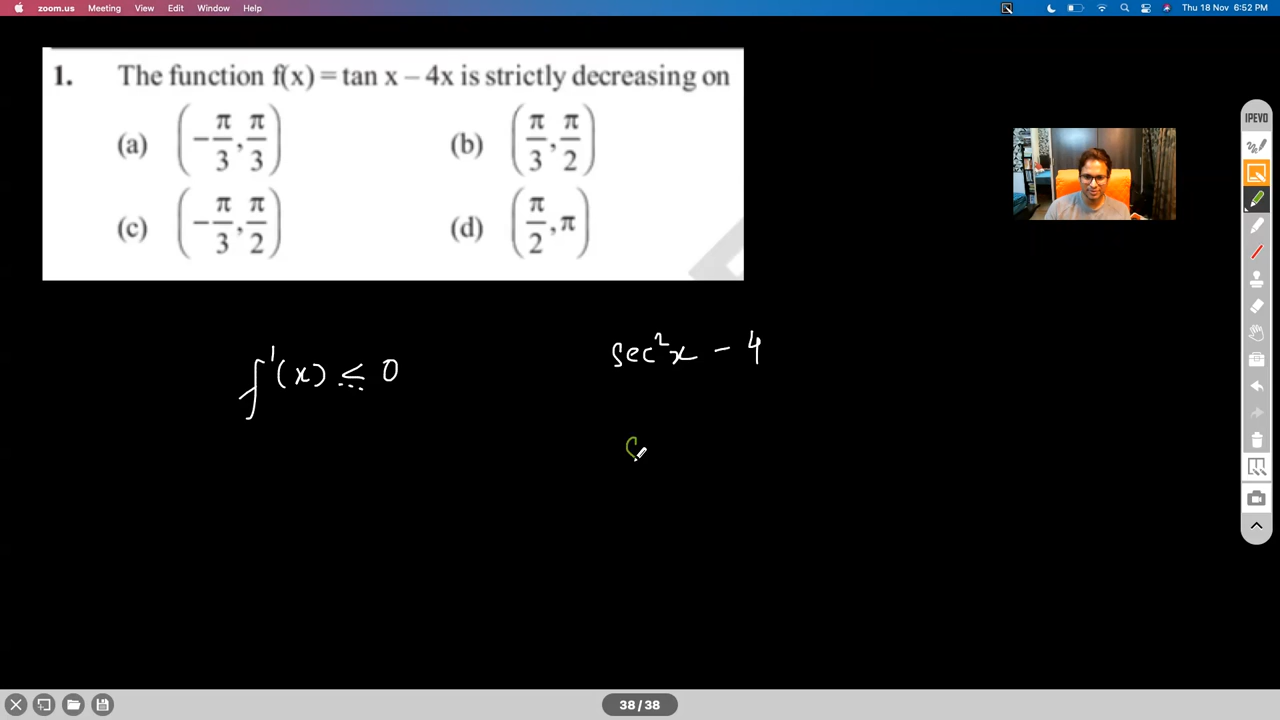 zoom.us Meeting View Edit Window Help Thu 18 Nov 6:52 PM
1. The function f(x) = tan x – 4x is strictly decreasing on
(a) (−π/3, π/3) (b) (π/3, π/2)
(c) (−π/3, π/2) (d) (π/2, π)
IPEVO
f'(x) ≤ 0 sec²x − 4
38 / 38